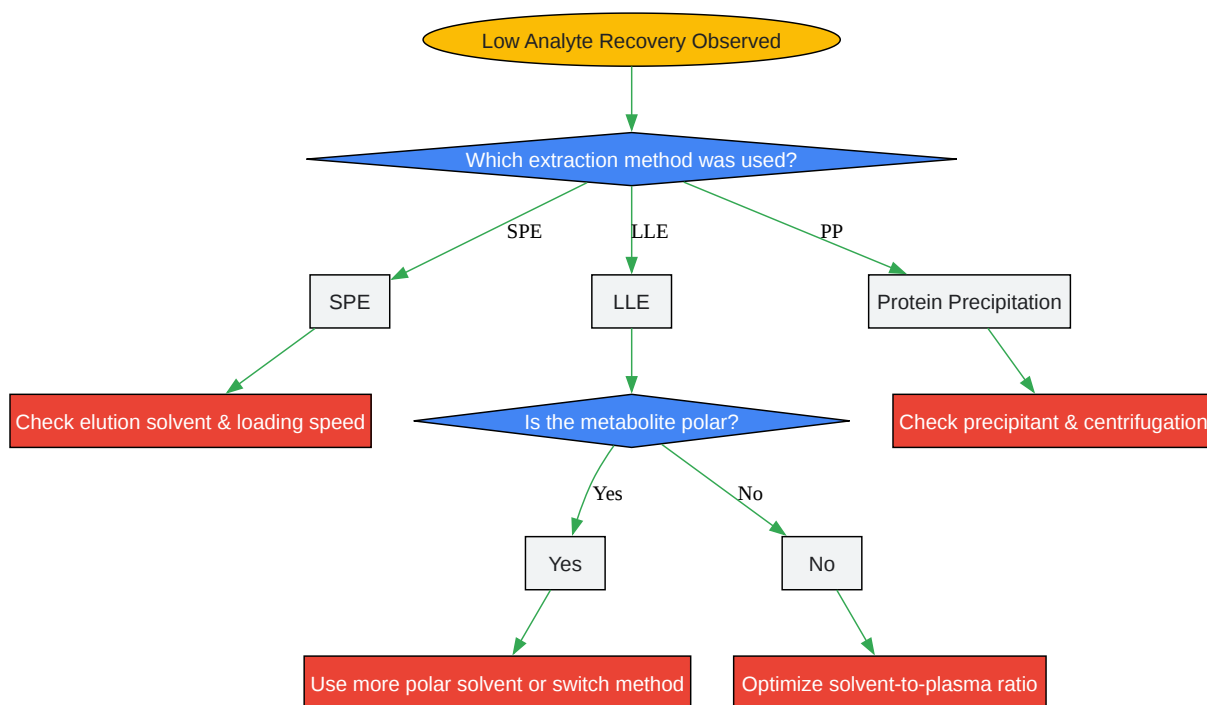 Low Analyte Recovery Observed
Which extraction method was used?
SPE
LLE
PP
SPE
LLE
Protein Precipitation
Check elution solvent & loading speed
Is the metabolite polar?
Check precipitant & centrifugation
Yes
No
Yes
No
Use more polar solvent or switch method
Optimize solvent-to-plasma ratio